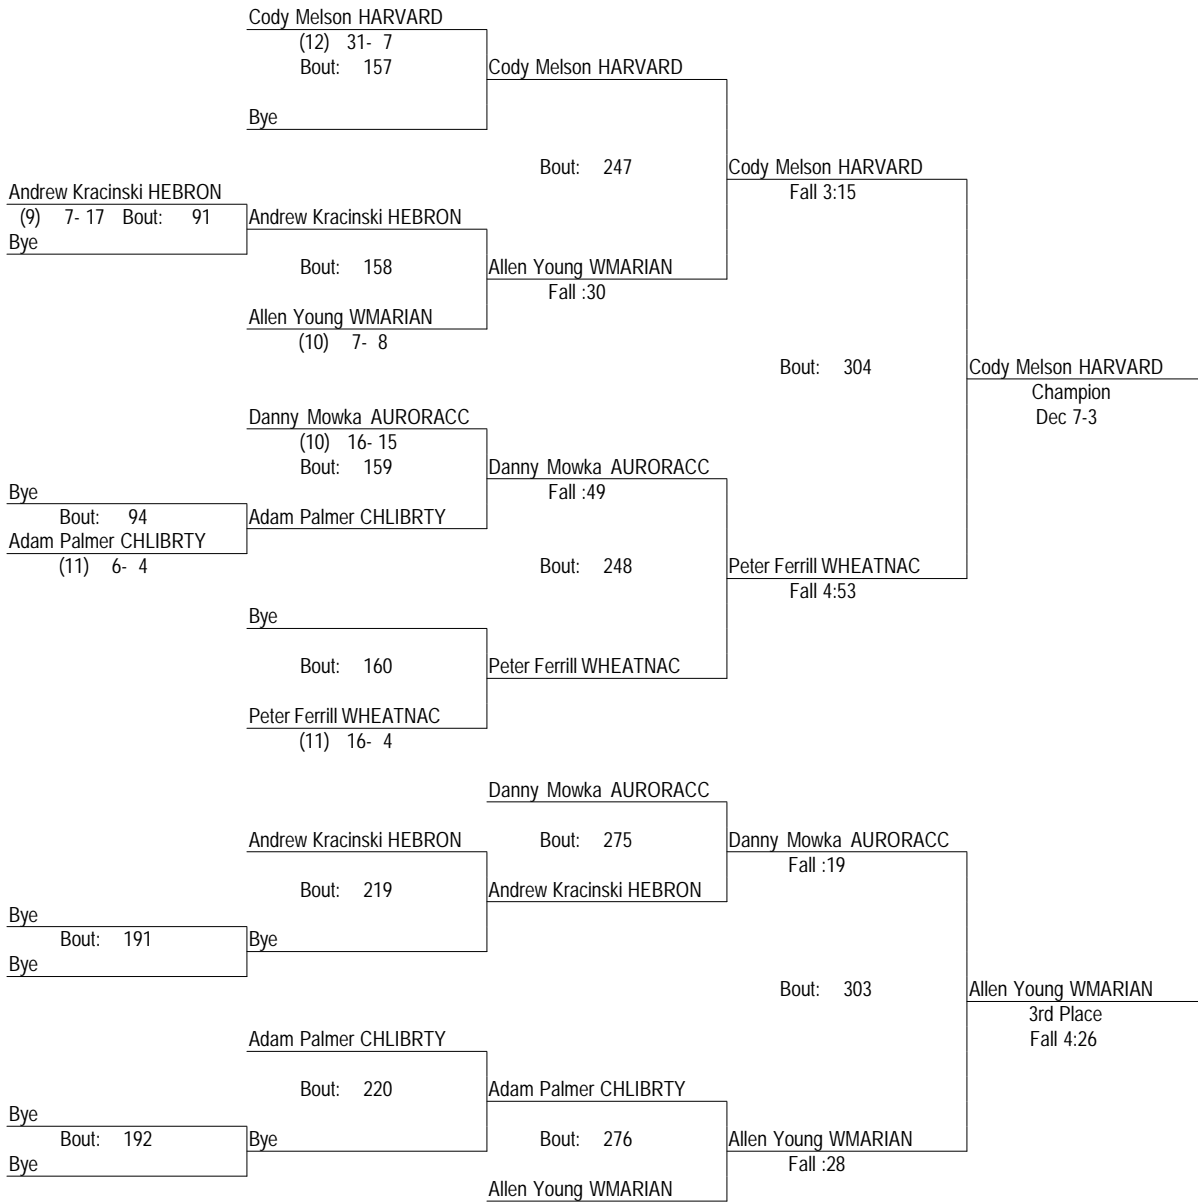 Cody Melson HARVARD
(12) 31- 7
Bout: 157 Cody Melson HARVARD
Bye
Bout: 247 Cody Melson HARVARD
Fall 3:15
Andrew Kracinski HEBRON
(9) 7- 17 Bout: 91 Andrew Kracinski HEBRON
Bye
Bout: 158 Allen Young WMARIAN
Fall :30
Allen Young WMARIAN
(10) 7- 8
Bout: 304 Cody Melson HARVARD
Champion
Dec 7-3
Danny Mowka AURORACC
(10) 16- 15
Bout: 159 Danny Mowka AURORACC
Fall :49
Bye
Bout: 94 Adam Palmer CHLIBRTY
Adam Palmer CHLIBRTY
(11) 6- 4
Bout: 248 Peter Ferrill WHEATNAC
Fall 4:53
Bye
Bout: 160 Peter Ferrill WHEATNAC
Peter Ferrill WHEATNAC
(11) 16- 4
Danny Mowka AURORACC
Andrew Kracinski HEBRON Bout: 275 Danny Mowka AURORACC
Fall :19
Bout: 219 Andrew Kracinski HEBRON
Bye
Bout: 191 Bye
Bye
Bout: 303 Allen Young WMARIAN
3rd Place
Fall 4:26
Adam Palmer CHLIBRTY
Bout: 220 Adam Palmer CHLIBRTY
Bye
Bout: 192 Bye Bout: 276 Allen Young WMARIAN
Bye Fall :28
Allen Young WMARIAN